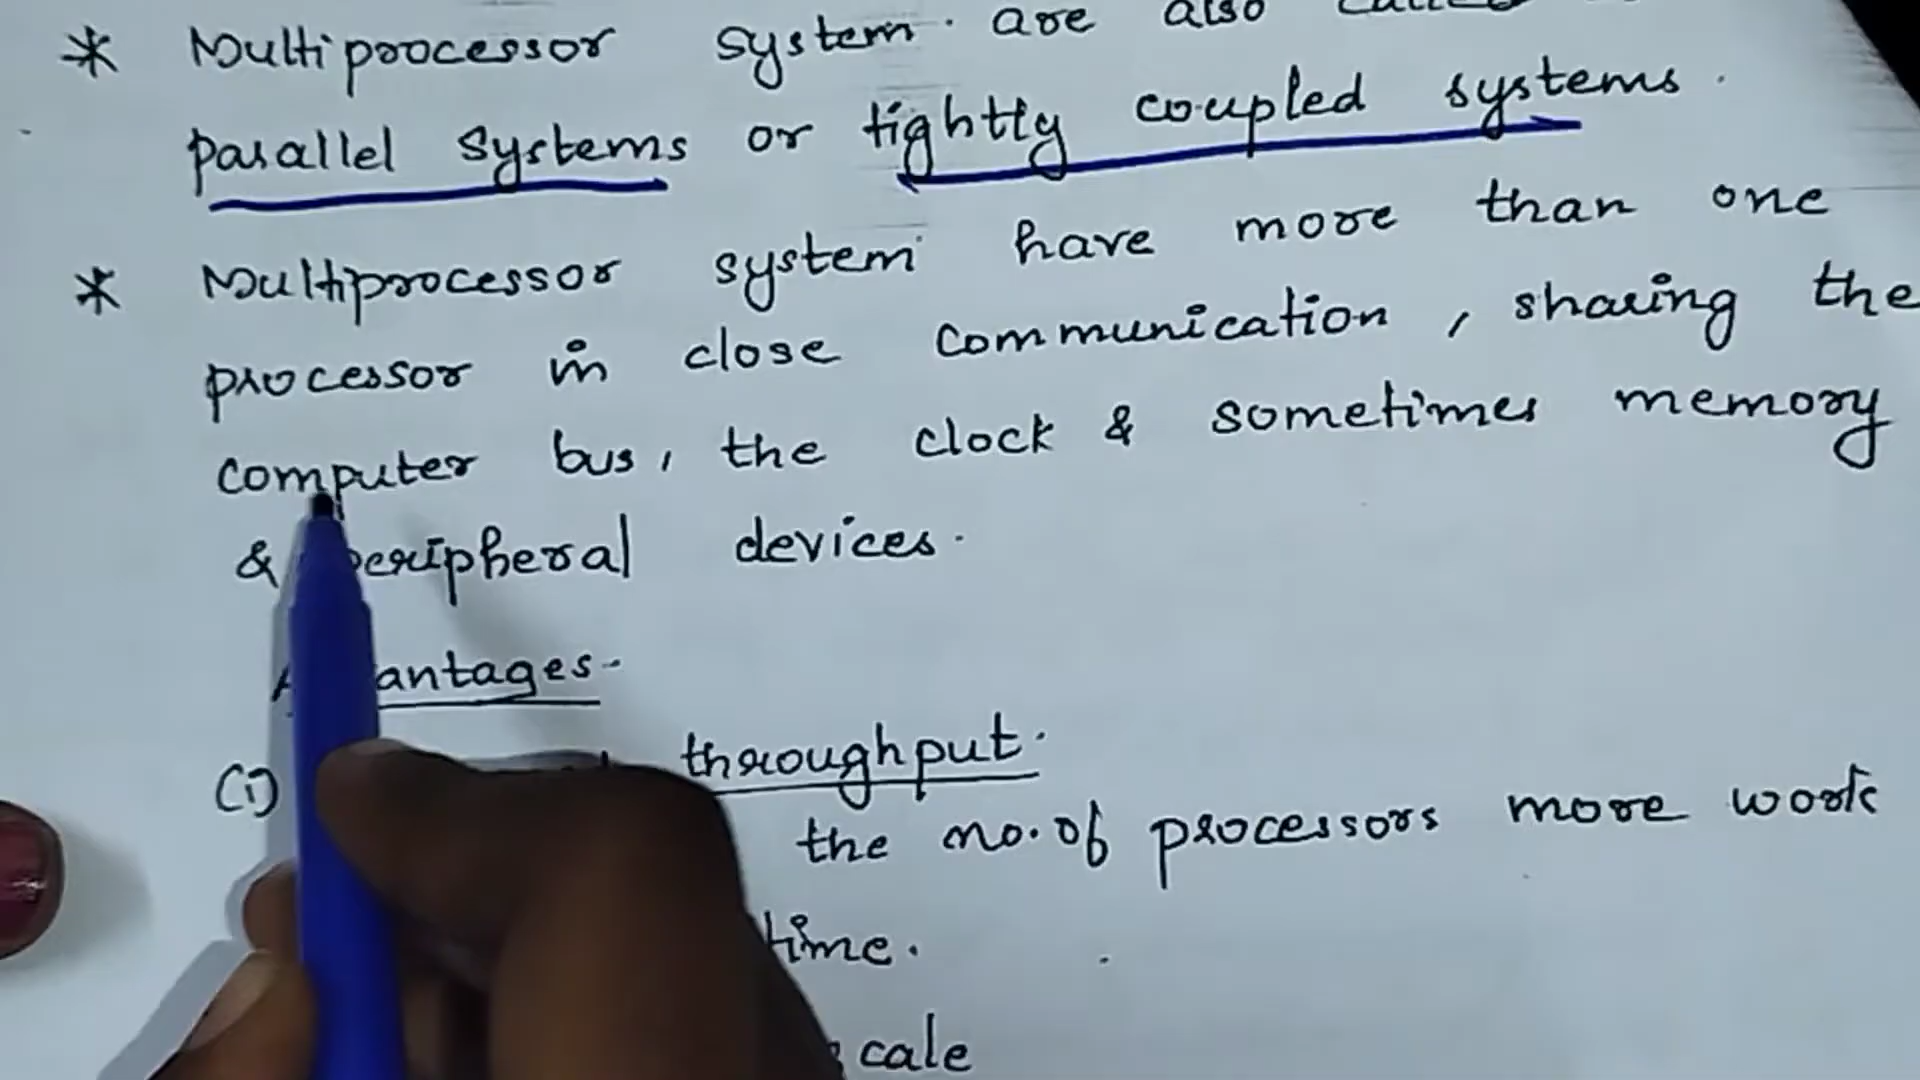 * Multiprocessor system are also called
parallel systems or tightly coupled systems.
* Multiprocessor system have more than one
processor in close communication, sharing the
computer bus, the clock & sometimes memory
& peripheral devices.
Advantages
(i) throughput.
the no. of processors more work
time.
cale